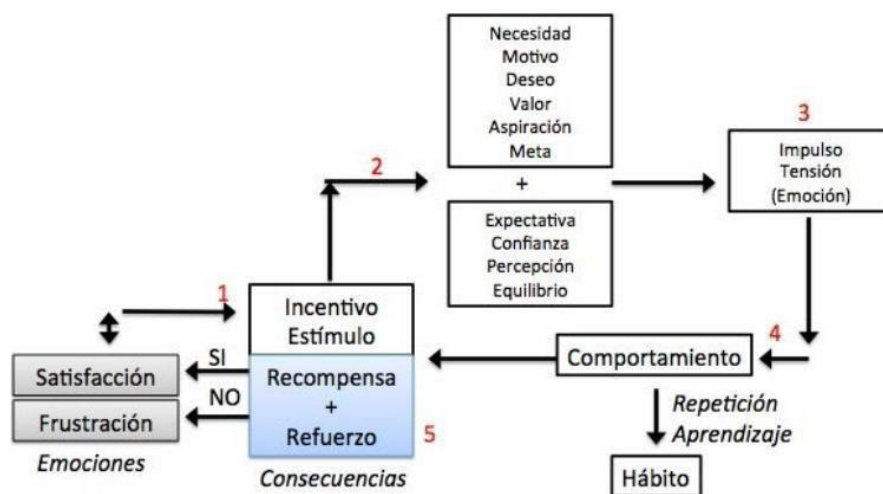 Necesidad
Motivo
Deseo
Valor
Aspiración
Meta
+
Expectativa
Confianza
Percepción
Equilibrio
2
3
Impulso
Tensión
(Emoción)
1
Incentivo
Estímulo
4
Comportamiento
SI
NO
Satisfacción
Frustración
Emociones
Recompensa
+
Refuerzo
5
Consecuencias
Repetición
Aprendizaje
Hábito